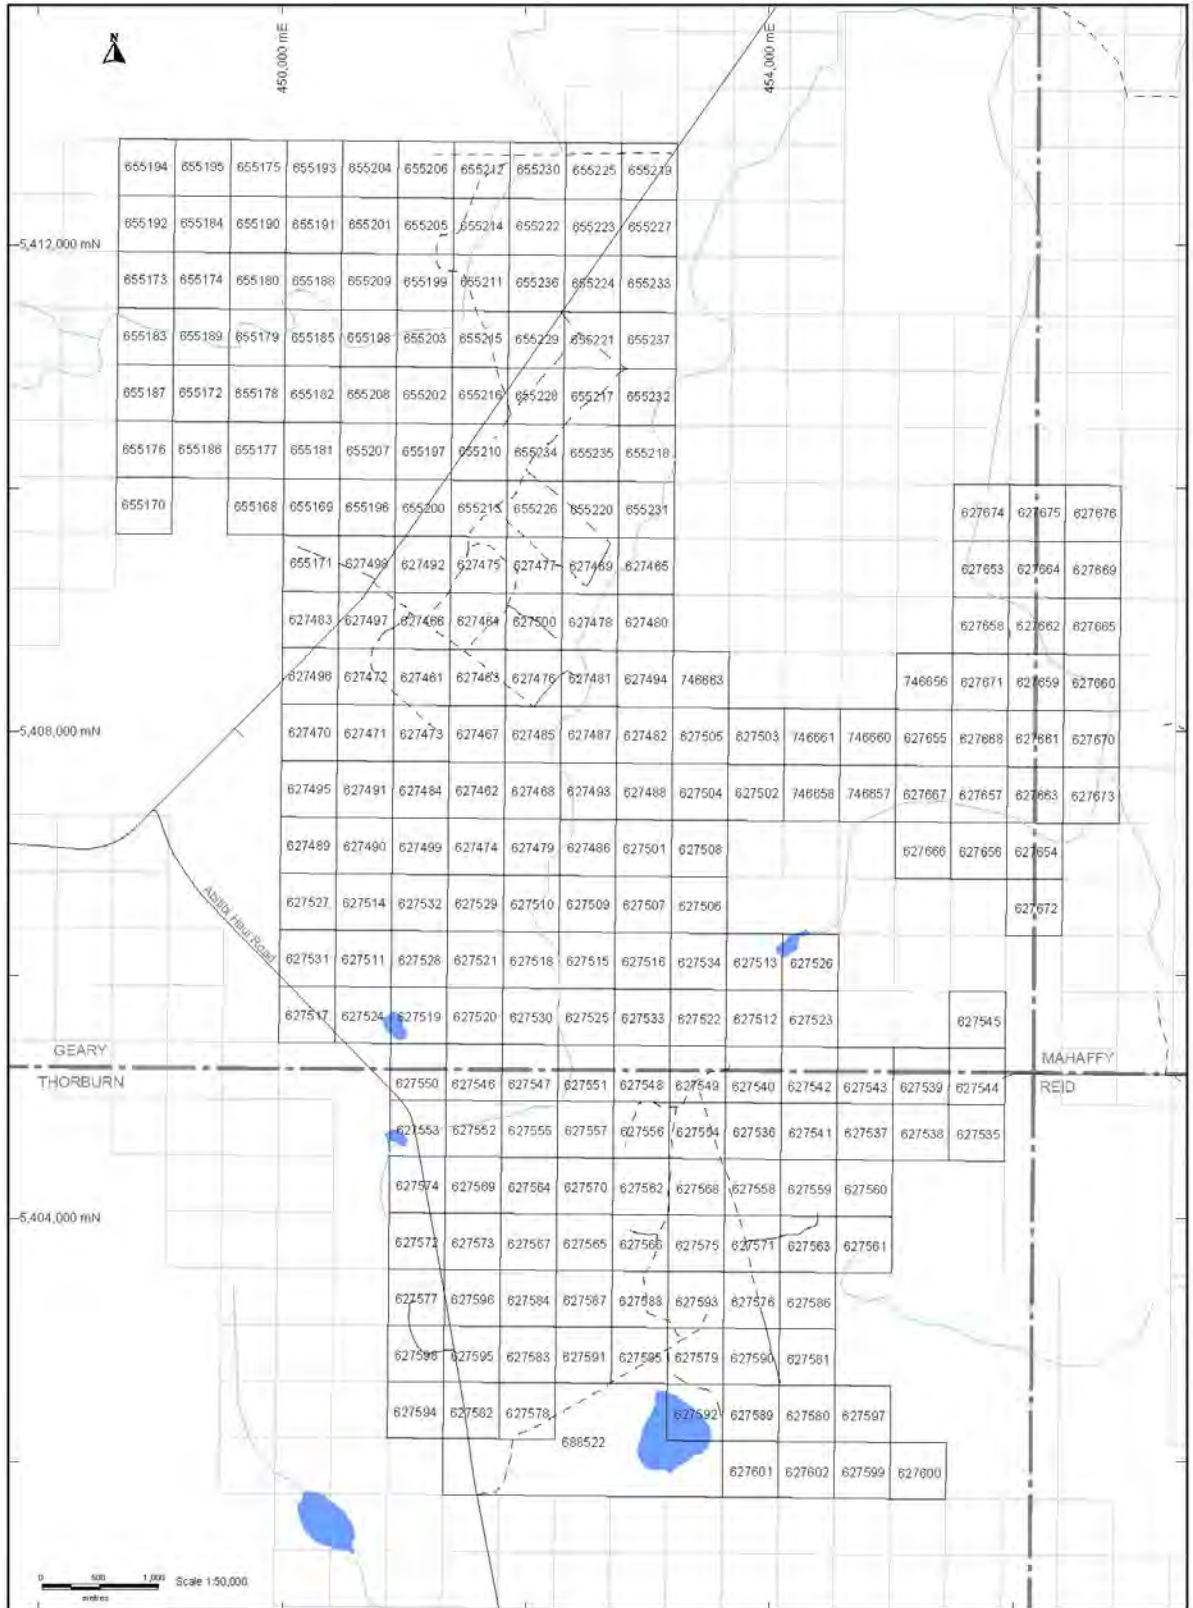 N
450,000 mE
454,000 mE
655194 655195 655175 655193 655204 655206 655212 655230 655225 655219
655192 655184 655190 655191 655201 655205 655214 655222 655223 655227
5,412,000 mN
655173 655174 655180 655188 655209 655199 655211 655236 655224 655233
655183 655189 655179 655185 655198 655203 655215 655229 655221 655237
655187 655172 655178 655182 655208 655202 655216 655228 655217 655232
655176 655186 655177 655181 655207 655197 655210 655234 655235 655218
655170 655168 655169 655196 655200 655213 655226 655220 655231 627674 627675 627676
655171 627498 627492 627475 627477 627469 627465 627653 627664 627669
627483 627497 627466 627464 627500 627478 627480 627658 627662 627665
627496 627472 627461 627463 627476 627481 627494 746663 746656 627671 627659 627660
5,408,000 mN
627470 627471 627473 627467 627485 627487 627482 627505 627503 746661 746660 627655 627668 627661 627670
627495 627491 627484 627462 627468 627493 627488 627504 627502 746658 746657 627667 627657 627663 627673
627489 627490 627499 627474 627479 627486 627501 627508 627666 627656 627654
627527 627514 627532 627529 627510 627509 627507 627506 627672
Abitibi Haul Road
627531 627511 627528 627521 627518 627515 627516 627534 627513 627526
627517 627524 627519 627520 627530 627525 627533 627522 627512 627523 627545
GEARY MAHAFFY
THORBURN REID
627550 627546 627547 627551 627548 627549 627540 627542 627543 627539 627544
627553 627552 627555 627557 627556 627554 627536 627541 627537 627538 627535
627574 627569 627564 627570 627562 627568 627558 627559 627560
5,404,000 mN
627572 627573 627567 627565 627566 627575 627571 627563 627561
627577 627596 627584 627587 627588 627593 627576 627586
627598 627595 627583 627591 627585 627579 627590 627581
627594 627582 627578 627592 627589 627580 627597
688522
627601 627602 627599 627600
0 500 1,000
metres
Scale 1:50,000